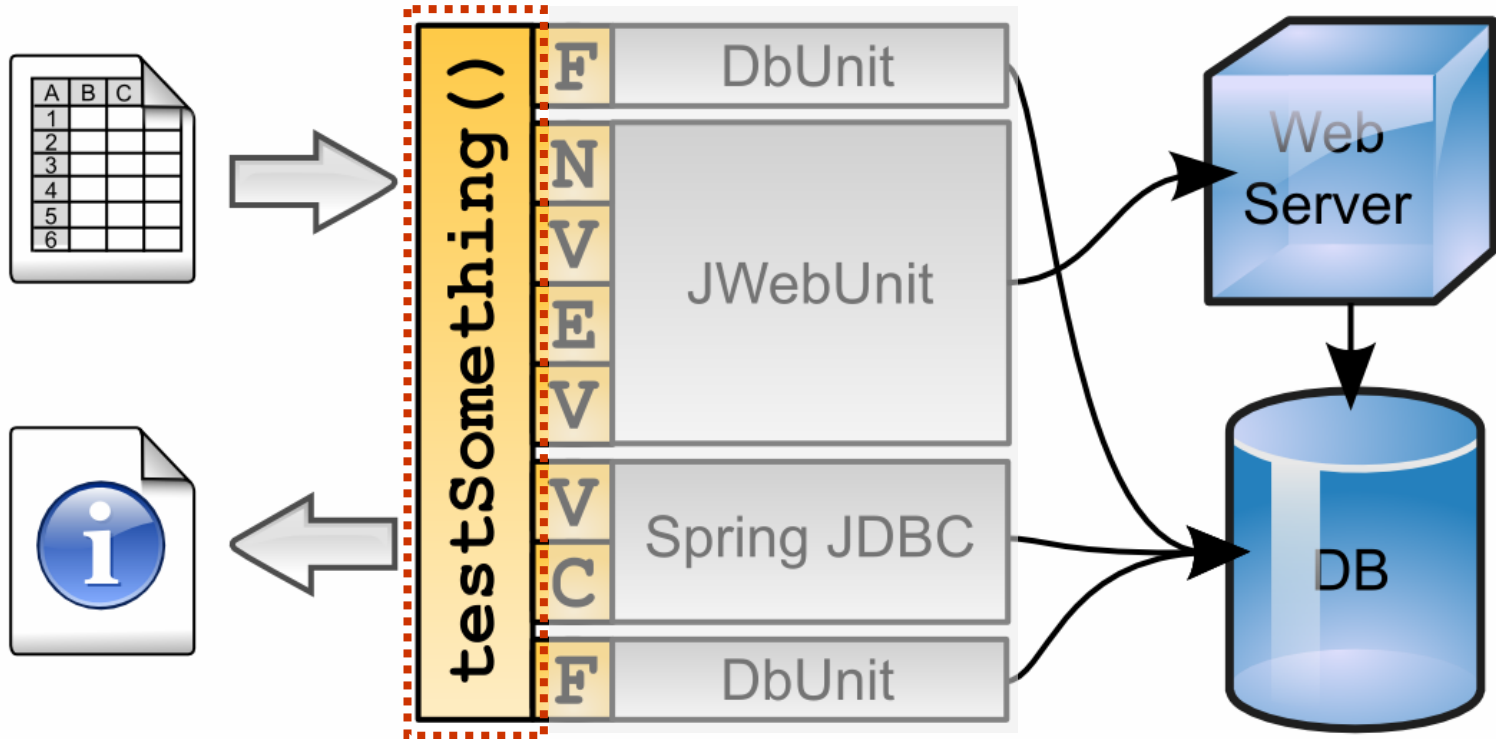 A B C
1
2
3
4
5
6
testSomething()
F
DbUnit
N
V
E
V
JWebUnit
V
C
Spring JDBC
F
DbUnit
Web
Server
DB
i